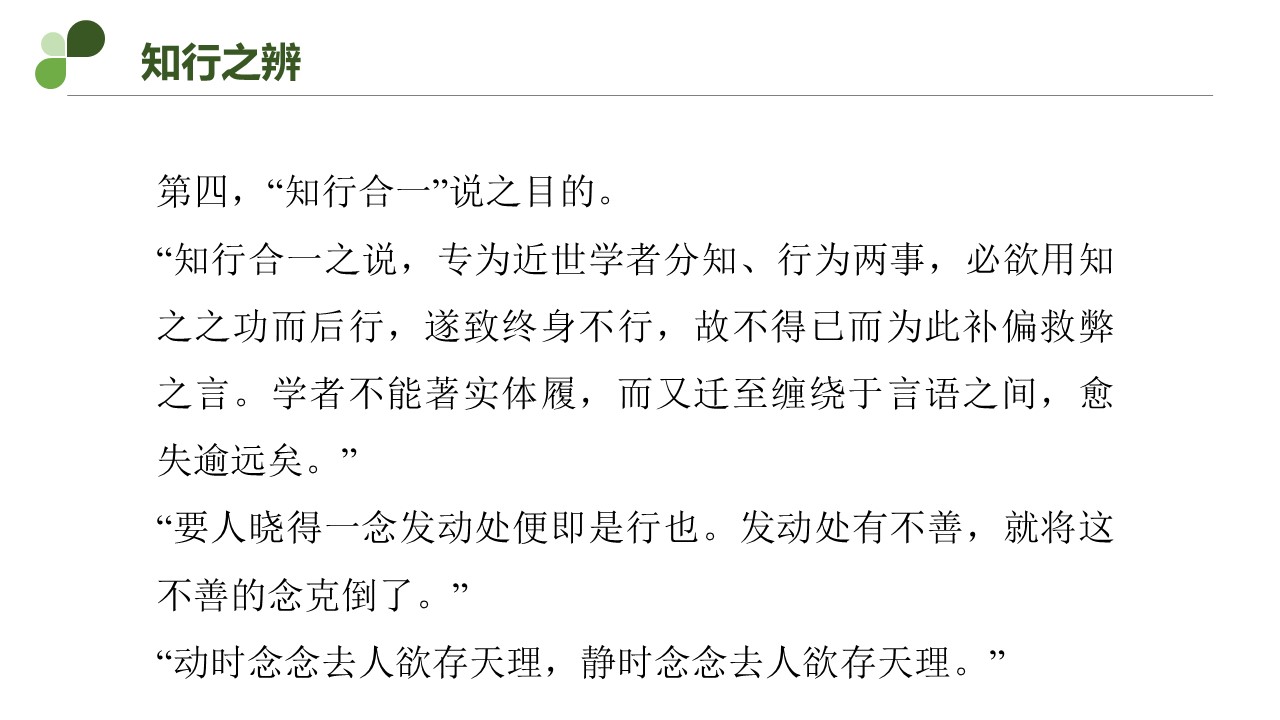 知行之辨
第四，“知行合一”说之目的。
“知行合一之说，专为近世学者分知、行为两事，必欲用知
之之功而后行，遂致终身不行，故不得已而为此补偏救弊
之言。学者不能著实体履，而又迁至缠绕于言语之间，愈
失逾远矣。”
“要人晓得一念发动处便即是行也。发动处有不善，就将这
不善的念克倒了。”
“动时念念去人欲存天理，静时念念去人欲存天理。”